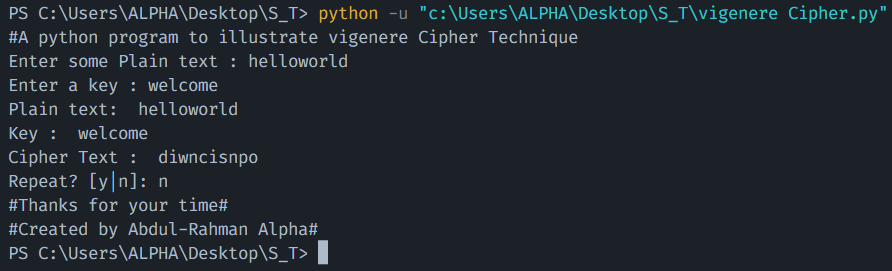 PS C:\Users\ALPHA\Desktop\S_T> python -u "c:\Users\ALPHA\Desktop\S_T\vigenere Cipher.py"
#A python program to illustrate vigenere Cipher Technique
Enter some Plain text : helloworld
Enter a key : welcome
Plain text:  helloworld
Key :  welcome
Cipher Text :  diwncisnpo
Repeat? [y|n]: n
#Thanks for your time#
#Created by Abdul-Rahman Alpha#
PS C:\Users\ALPHA\Desktop\S_T>